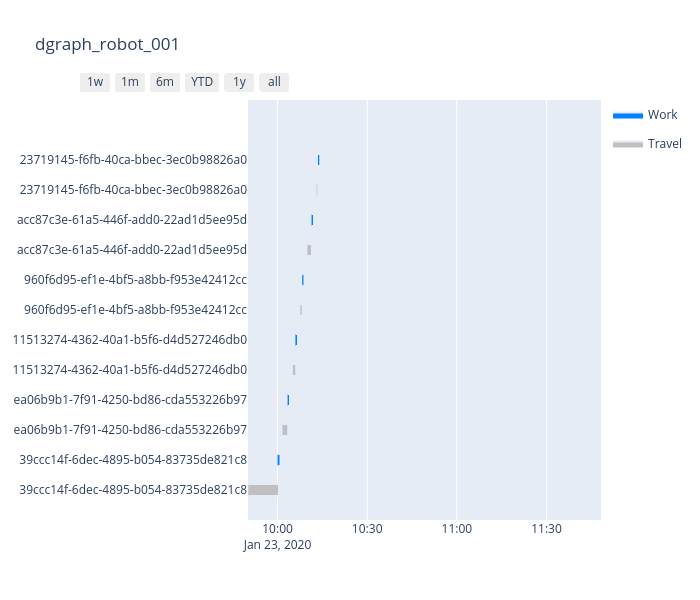 dgraph_robot_001
1w 1m 6m YTD 1y all
Work
Travel
23719145-f6fb-40ca-bbec-3ec0b98826a0
23719145-f6fb-40ca-bbec-3ec0b98826a0
acc87c3e-61a5-446f-add0-22ad1d5ee95d
acc87c3e-61a5-446f-add0-22ad1d5ee95d
960f6d95-ef1e-4bf5-a8bb-f953e42412cc
960f6d95-ef1e-4bf5-a8bb-f953e42412cc
11513274-4362-40a1-b5f6-d4d527246db0
11513274-4362-40a1-b5f6-d4d527246db0
ea06b9b1-7f91-4250-bd86-cda553226b97
ea06b9b1-7f91-4250-bd86-cda553226b97
39ccc14f-6dec-4895-b054-83735de821c8
39ccc14f-6dec-4895-b054-83735de821c8
10:00 10:30 11:00 11:30
Jan 23, 2020